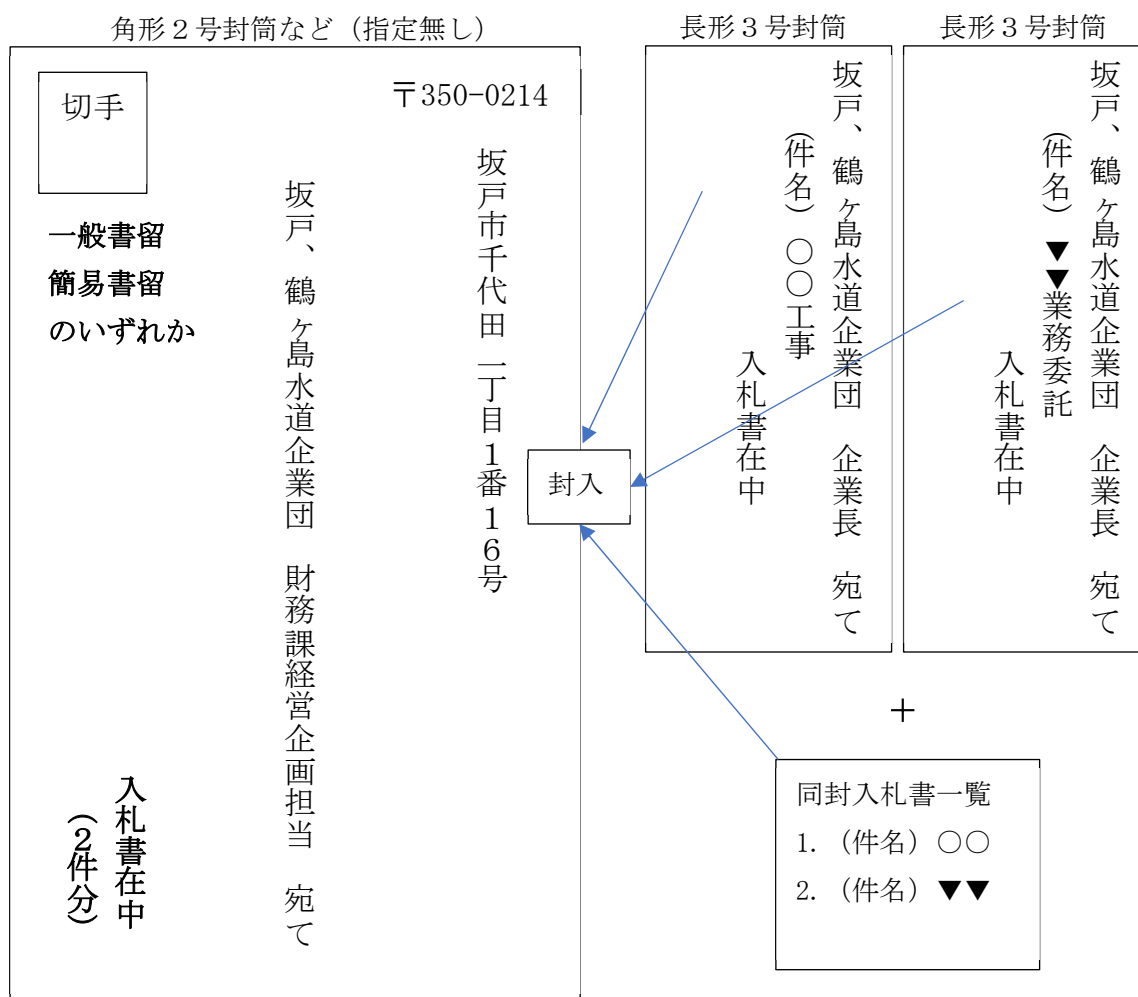 角形２号封筒など（指定無し）
切手
〒350-0214
坂戸市千代田一丁目１番１６号
坂戸、鶴ヶ島水道企業団　財務課経営企画担当　宛て
一般書留
簡易書留
のいずれか
入札書在中
（２件分）
封入
長形３号封筒
坂戸、鶴ヶ島水道企業団　企業長　宛て
（件名）○○工事
入札書在中
長形３号封筒
坂戸、鶴ヶ島水道企業団　企業長　宛て
（件名）▼▼業務委託
入札書在中
＋
同封入札書一覧
1.（件名）○○
2.（件名）▼▼